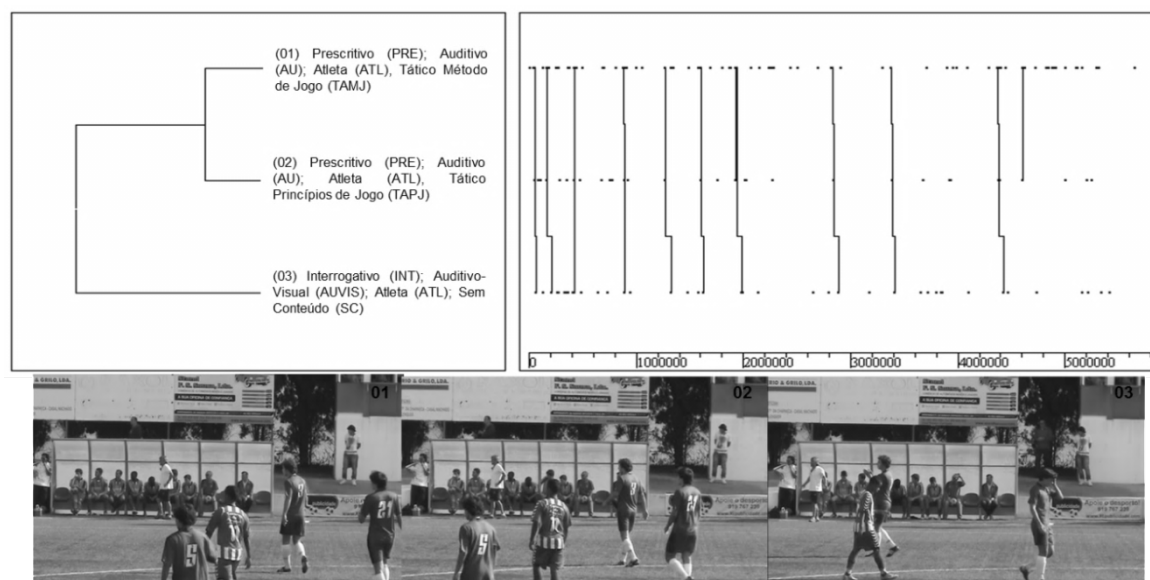 (01) Prescritivo (PRE); Auditivo
(AU); Atleta (ATL), Tático Método
de Jogo (TAMJ)
(02) Prescritivo (PRE); Auditivo
(AU); Atleta (ATL), Tático
Princípios de Jogo (TAPJ)
(03) Interrogativo (INT); Auditivo-
Visual (AUVIS); Atleta (ATL); Sem
Conteúdo (SC)
0 1000000 2000000 3000000 4000000 5000000
01
02
03
21
5
5